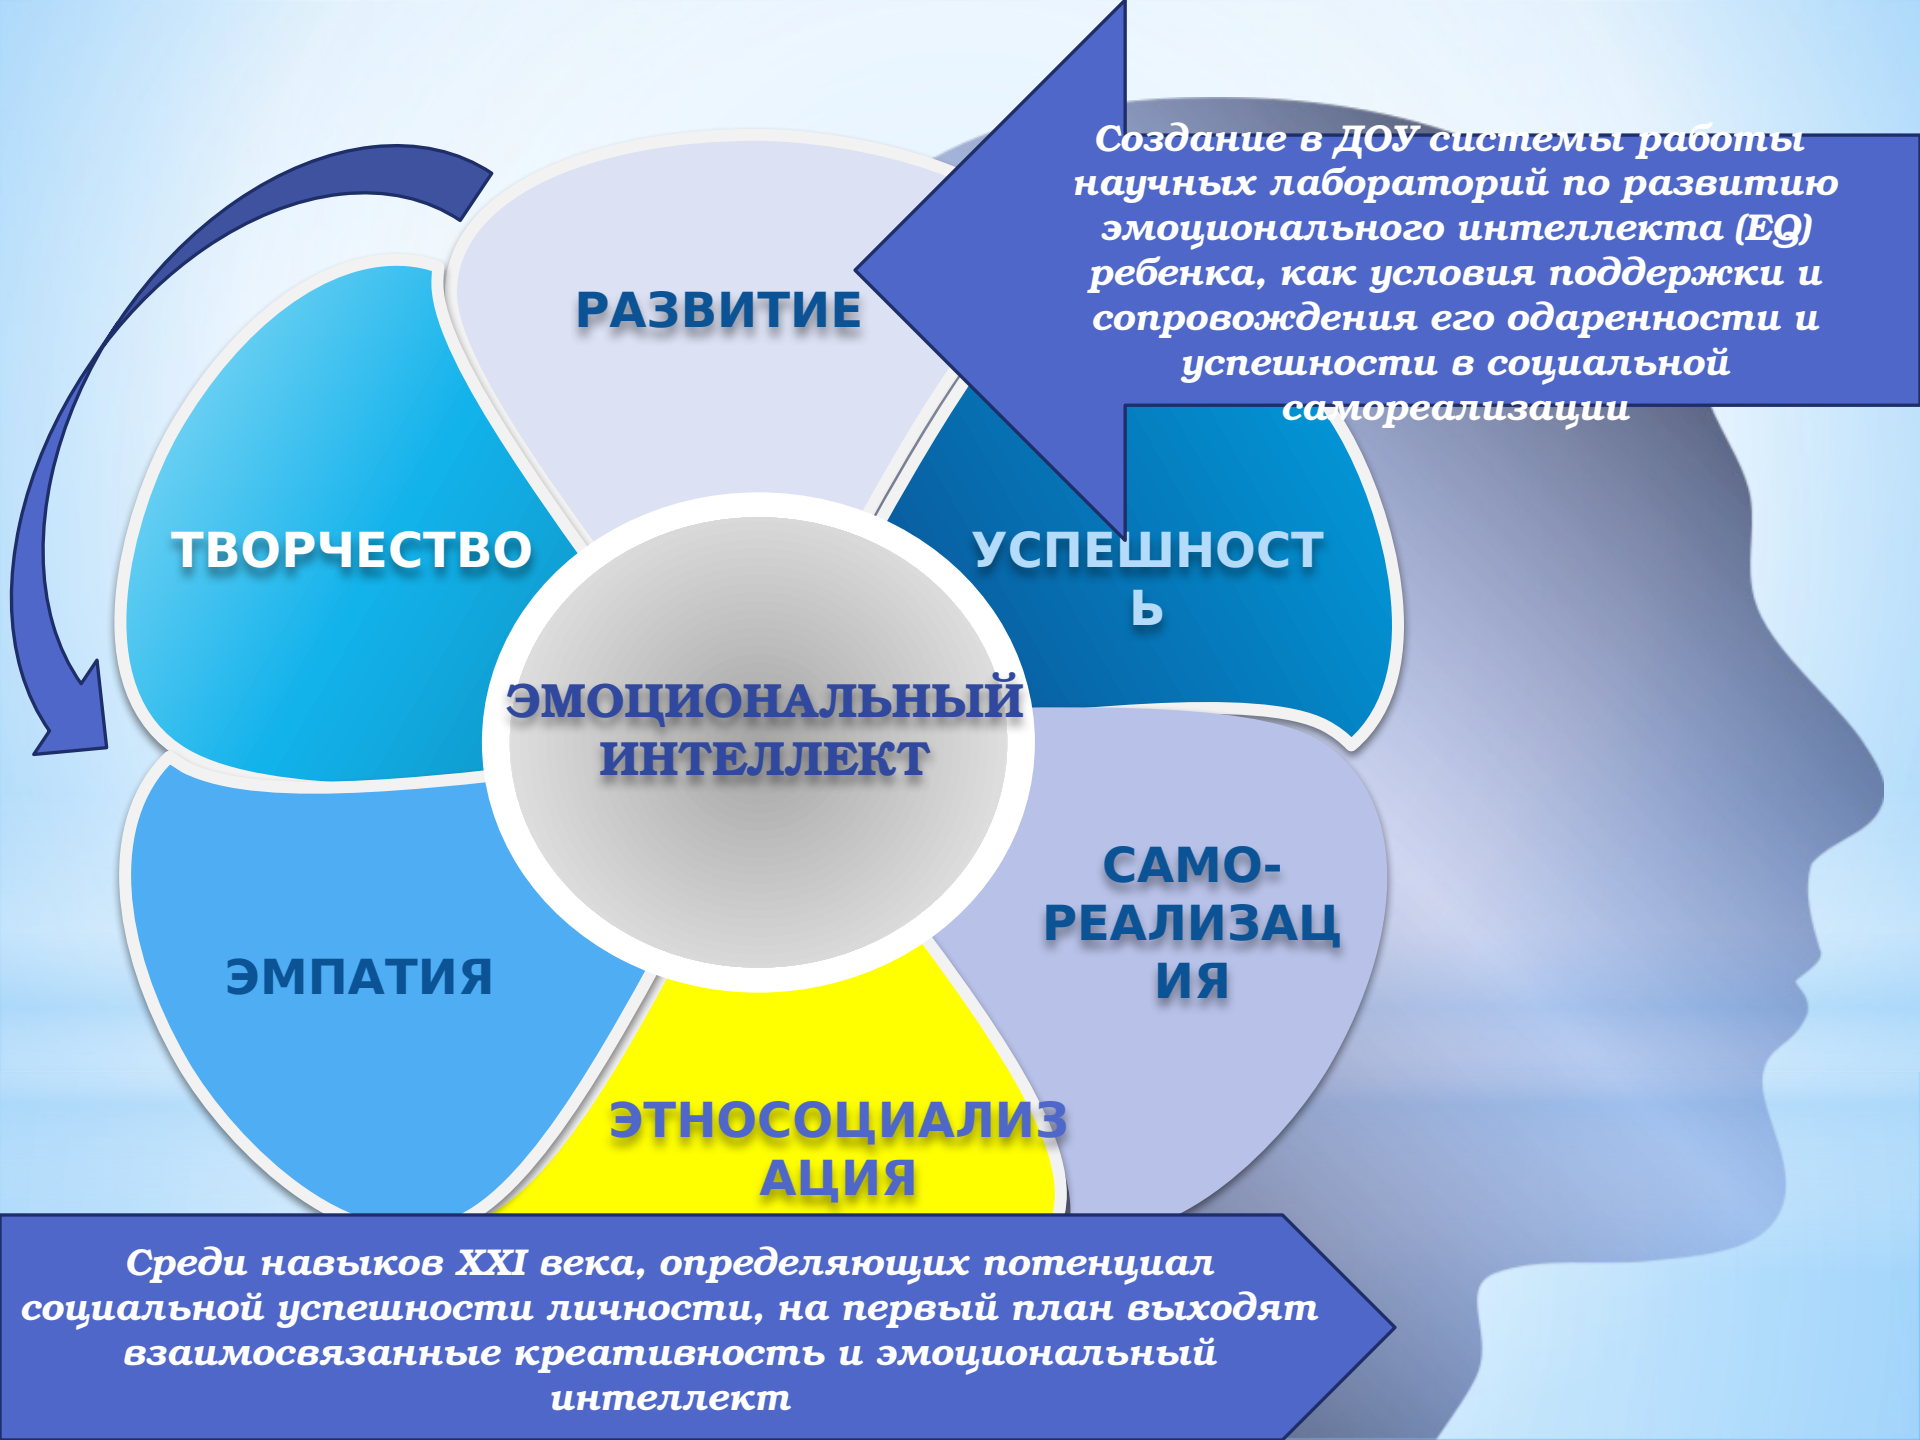 Создание в ДОУ системы работы
научных лабораторий по развитию
эмоционального интеллекта (EQ)
ребенка, как условия поддержки и
сопровождения его одаренности и
успешности в социальной
самореализации
РАЗВИТИЕ
ТВОРЧЕСТВО
УСПЕШНОСТ
Ь
ЭМОЦИОНАЛЬНЫЙ
ИНТЕЛЛЕКТ
САМО-
РЕАЛИЗАЦ
ИЯ
ЭМПАТИЯ
ЭТНОСОЦИАЛИЗ
АЦИЯ
Среди навыков XXI века, определяющих потенциал
социальной успешности личности, на первый план выходят
взаимосвязанные креативность и эмоциональный
интеллект